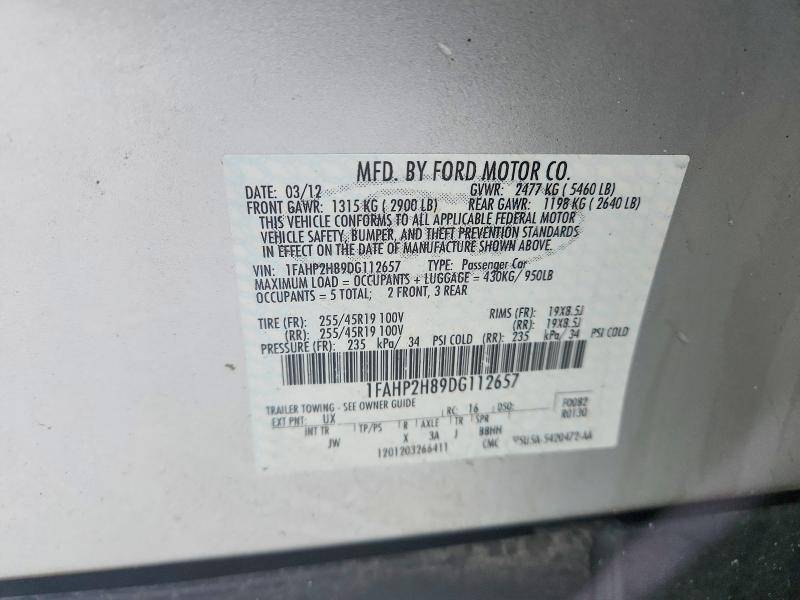 MFD. BY FORD MOTOR CO.
DATE: 03/12 GVWR: 2477 KG ( 5460 LB)
FRONT GAWR: 1315 KG ( 2900 LB) REAR GAWR: 1198 KG ( 2640 LB)
THIS VEHICLE CONFORMS TO ALL APPLICABLE FEDERAL MOTOR
VEHICLE SAFETY, BUMPER, AND THEFT PREVENTION STANDARDS
IN EFFECT ON THE DATE OF MANUFACTURE SHOWN ABOVE.
VIN: 1FAHP2H89DG112657 TYPE: Passenger Car
MAXIMUM LOAD = OCCUPANTS + LUGGAGE = 430KG/ 950LB
OCCUPANTS = 5 TOTAL; 2 FRONT, 3 REAR
TIRE (FR): 255/45R19 100V RIMS (FR): 19X8.5J
(RR): 255/45R19 100V (RR): 19X8.5J
PRESSURE (FR): 235 kPa/ 34 PSI COLD (RR): 235 kPa/ 34 PSI COLD
1FAHP2H89DG112657
TRAILER TOWING - SEE OWNER GUIDE RC: 16 DSO: F0082
EXT PNT: UX R0130
INT TR TP/PS R AXLE TR SPR
JW X 3A J BBHH
1201203266411 CMC